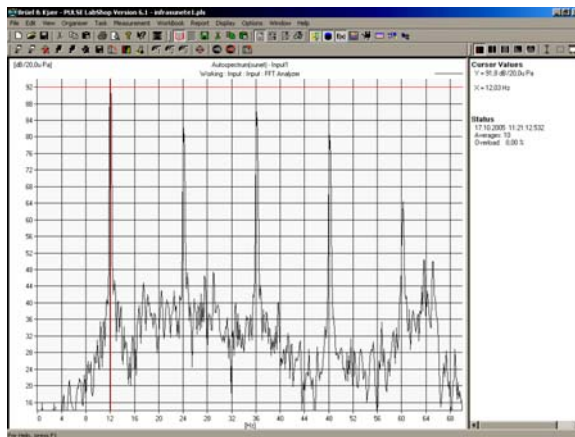 Brüel & Kjær - PULSE LabShop Version 6.1 - infrasunete1.pls
File Edit View Organiser Task Measurement WorkBook Report Display Options Window Help
[dB/20,0u Pa] Autospectrum(sunet) - Input1
Working : Input : Input : FFT Analyzer
92
88
84
80
76
72
68
64
60
56
52
48
44
40
36
32
28
24
20
16
0 4 8 12 16 20 24 28 32 36 40 44 48 52 56 60 64 68
[Hz]
Cursor Values
Y = 91,8 dB/20,0u Pa
X = 12,03 Hz
Status
17.10.2005 11:21:12:532
Averages: 10
Overload: 0,00 %
For Help, press F1